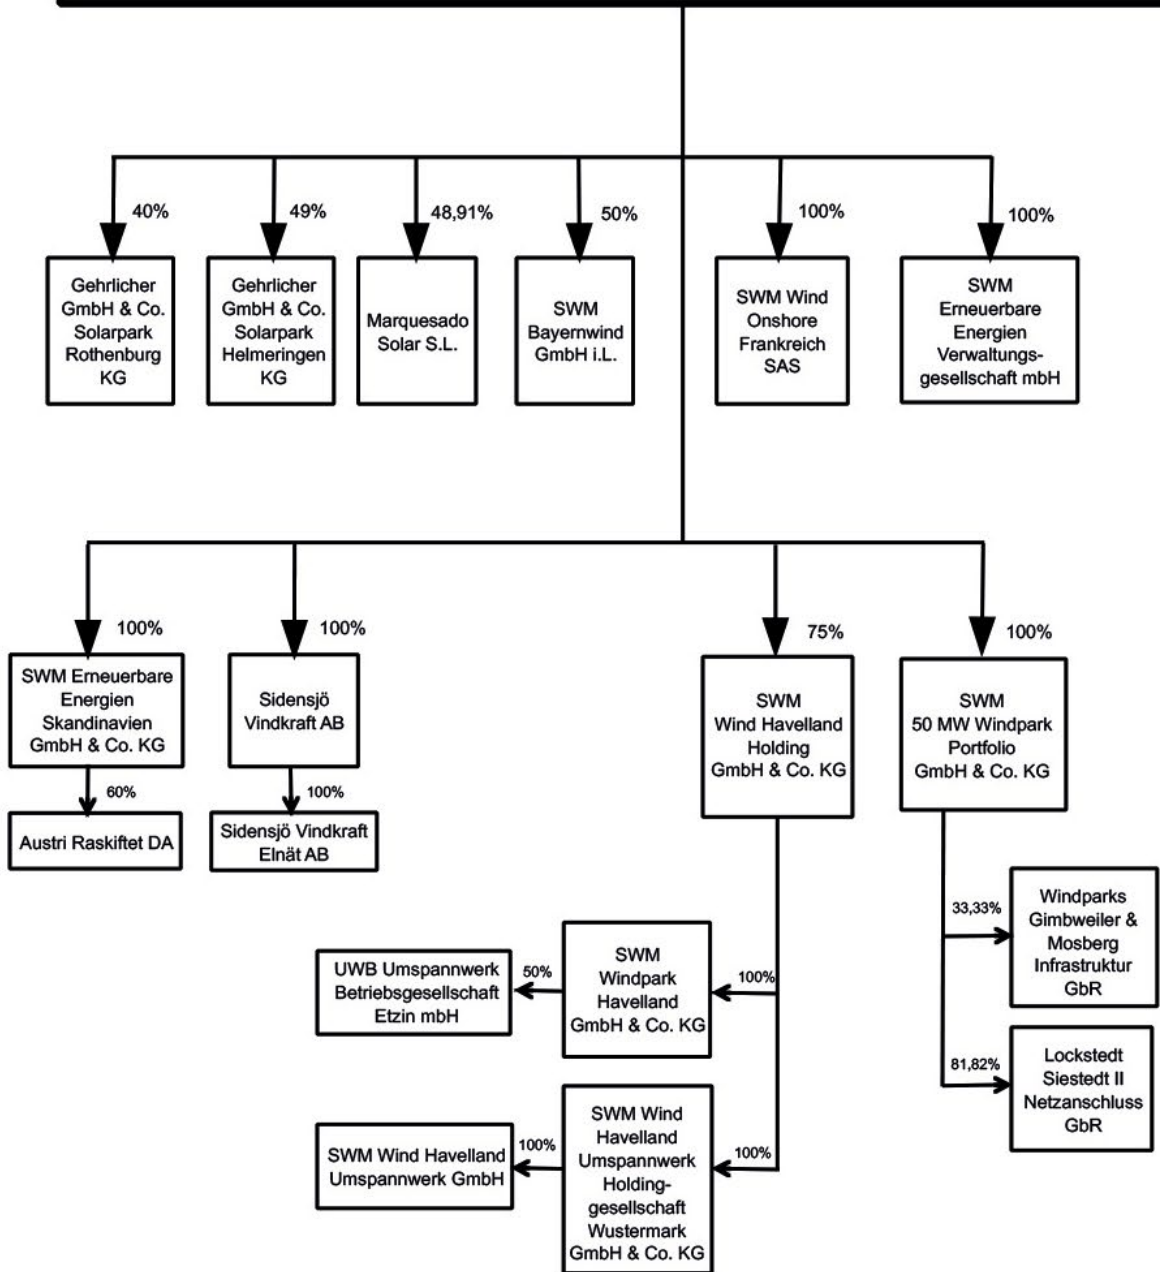 40%
49%
48,91%
50%
100%
100%
Gehrlicher
GmbH & Co.
Solarpark
Rothenburg
KG
Gehrlicher
GmbH & Co.
Solarpark
Helmeringen
KG
Marquesado
Solar S.L.
SWM
Bayernwind
GmbH i.L.
SWM Wind
Onshore
Frankreich
SAS
SWM
Erneuerbare
Energien
Verwaltungs-
gesellschaft mbH
100%
100%
75%
100%
SWM Erneuerbare
Energien
Skandinavien
GmbH & Co. KG
Sidensjö
Vindkraft AB
SWM
Wind Havelland
Holding
GmbH & Co. KG
SWM
50 MW Windpark
Portfolio
GmbH & Co. KG
60%
100%
Austri Raskiftet DA
Sidensjö Vindkraft
Elnät AB
33,33%
Windparks
Gimbweiler &
Mosberg
Infrastruktur
GbR
UWB Umspannwerk
Betriebsgesellschaft
Etzin mbH
50%
SWM
Windpark
Havelland
GmbH & Co. KG
100%
81,82%
Lockstedt
Siestedt II
Netzanschluss
GbR
SWM Wind Havelland
Umspannwerk GmbH
100%
SWM Wind
Havelland
Umspannwerk
Holding-
gesellschaft
Wustermark
GmbH & Co. KG
100%